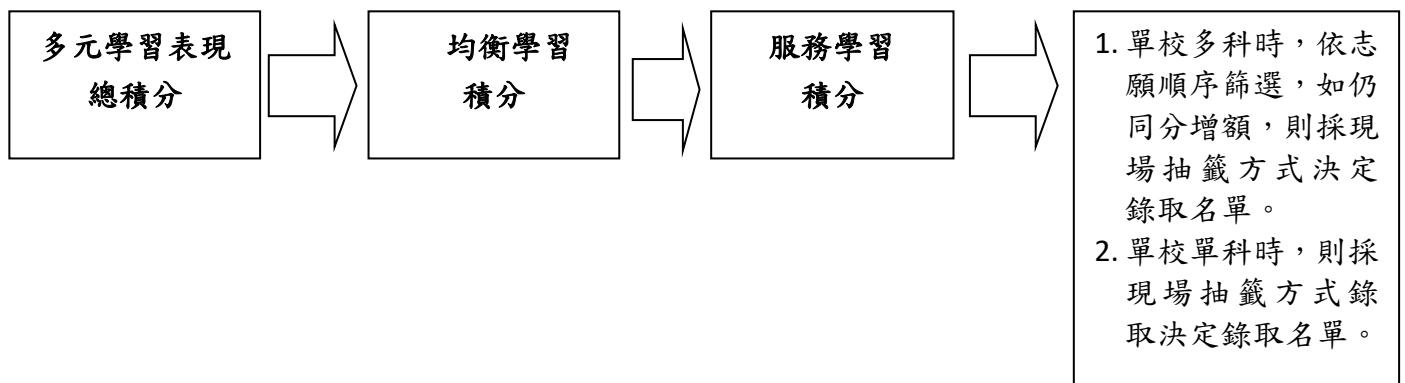 多元學習表現
總積分
均衡學習
積分
服務學習
積分
1. 單校多科時，依志
願順序篩選，如仍
同分增額，則採現
場抽籤方式決定
錄取名單。
2. 單校單科時，則採
現場抽籤方式錄
取決定錄取名單。